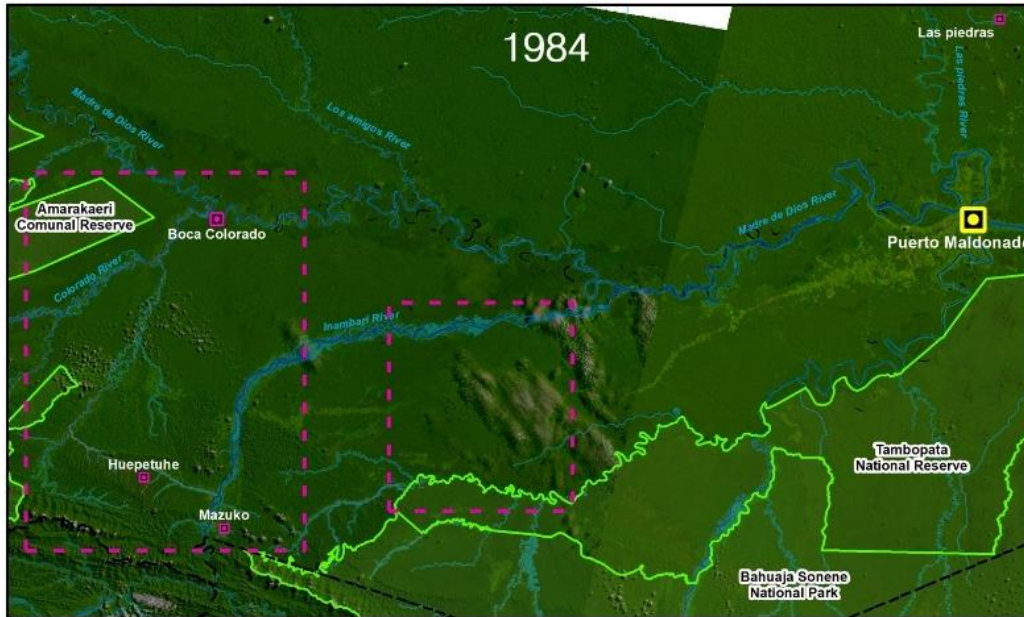 1984
Las piedras
Las piedras River
Madre de Dios River
Los amigos River
Amarakaeri
Comunal Reserve
Boca Colorado
Madre de Dios River
Puerto Maldonado
Colorado River
Inambari River
Huepetuhe
Tambopata
National Reserve
Mazuko
Bahuaja Sonene
National Park